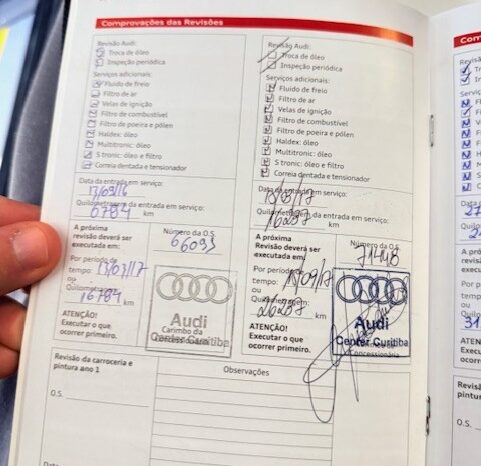 Comprovações das Revisões
Revisão Audi:
Troca de óleo
Inspeção periódica
Serviços adicionais:
Fluido de freio
Filtro de ar
Velas de ignição
Filtro de combustível
Filtro de poeira e pólen
Haldex: óleo
Multitronic: óleo
S tronic: óleo e filtro
Correia dentada e tensionador
Data da entrada em serviço:
Quilometragem da entrada em serviço:
6784 km
A próxima
revisão deverá ser
executada em:
Número da O.S.
66093
Por período de
tempo:
ou
Quilometragem:
16784 km
ATENÇÃO!
Executar o que
ocorrer primeiro.
Audi
Center Curitiba
Carimbo da
Concessionária
Revisão Audi:
Troca de óleo
Inspeção periódica
Serviços adicionais:
Fluido de freio
Filtro de ar
Velas de ignição
Filtro de combustível
Filtro de poeira e pólen
Haldex: óleo
Multitronic: óleo
S tronic: óleo e filtro
Correia dentada e tensionador
Data da entrada em serviço:
Quilometragem da entrada em serviço:
km
A próxima
revisão deverá ser
executada em:
Número da O.S.
71448
Por período de
tempo:
ou
Quilometragem:
km
ATENÇÃO!
Executar o que
ocorrer primeiro.
Audi
Center Curitiba
Concessionária
Revisão da carroceria e
pintura ano 1
O.S.
Observações